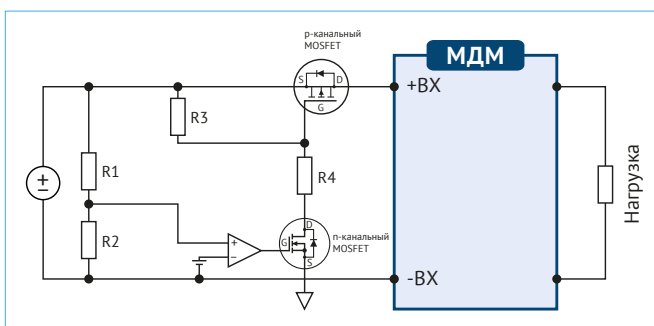 p-канальный
MOSFET
МДМ
S
D
G
+ВХ
R3
R1
R4
Нагрузка
R2
D
G
S
n-канальный
MOSFET
-ВХ